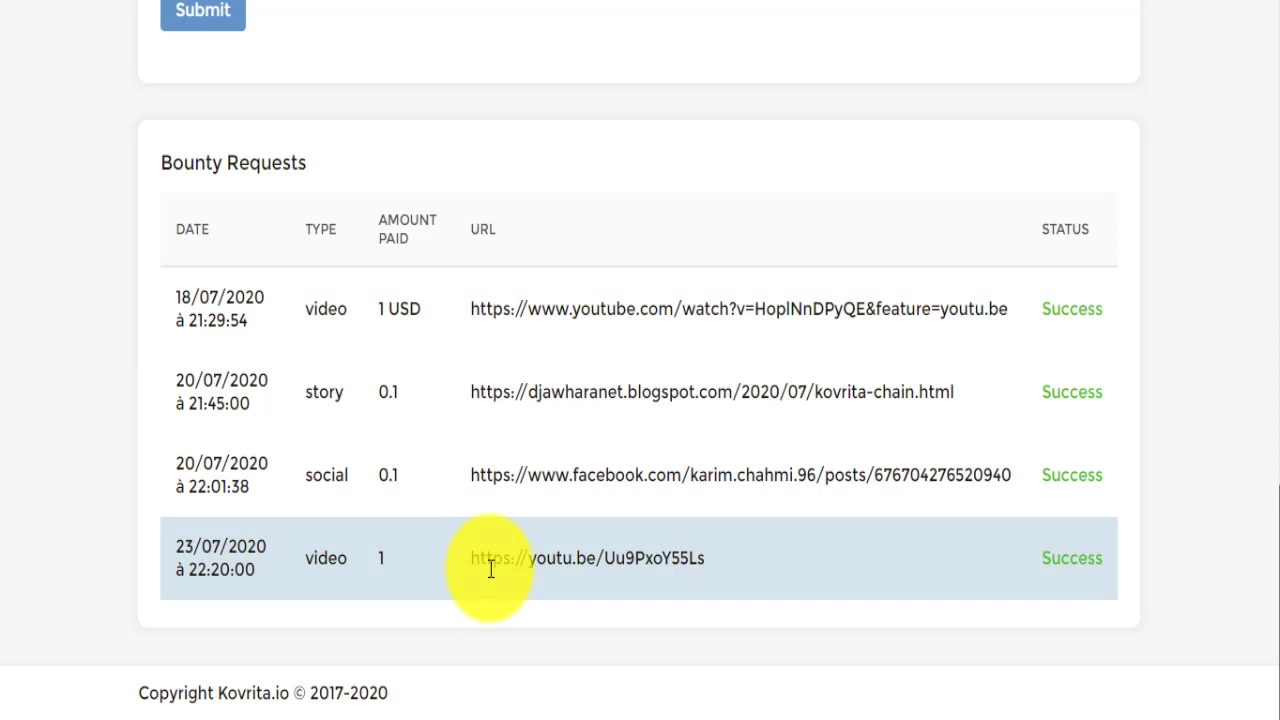 Submit
Bounty Requests
DATE TYPE AMOUNT PAID URL STATUS
18/07/2020 à 21:29:54 video 1 USD https://www.youtube.com/watch?v=HoplNnDPyQE&feature=youtu.be Success
20/07/2020 à 21:45:00 story 0.1 https://djawharanet.blogspot.com/2020/07/kovrita-chain.html Success
20/07/2020 à 22:01:38 social 0.1 https://www.facebook.com/karim.chahmi.96/posts/676704276520940 Success
23/07/2020 à 22:20:00 video 1 https://youtu.be/Uu9PxoY55Ls Success
Copyright Kovrita.io © 2017-2020